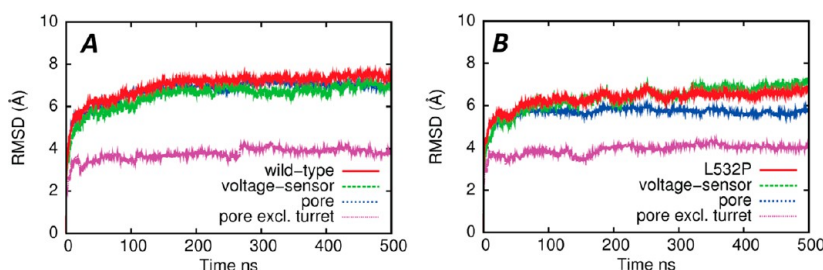 A
RMSD (Å)
10
8
6
4
2
0
wild-type
voltage-sensor
pore
pore excl. turret
0 100 200 300 400 500
Time ns
B
RMSD (Å)
10
8
6
4
2
0
L532P
voltage-sensor
pore
pore excl. turret
0 100 200 300 400 500
Time ns